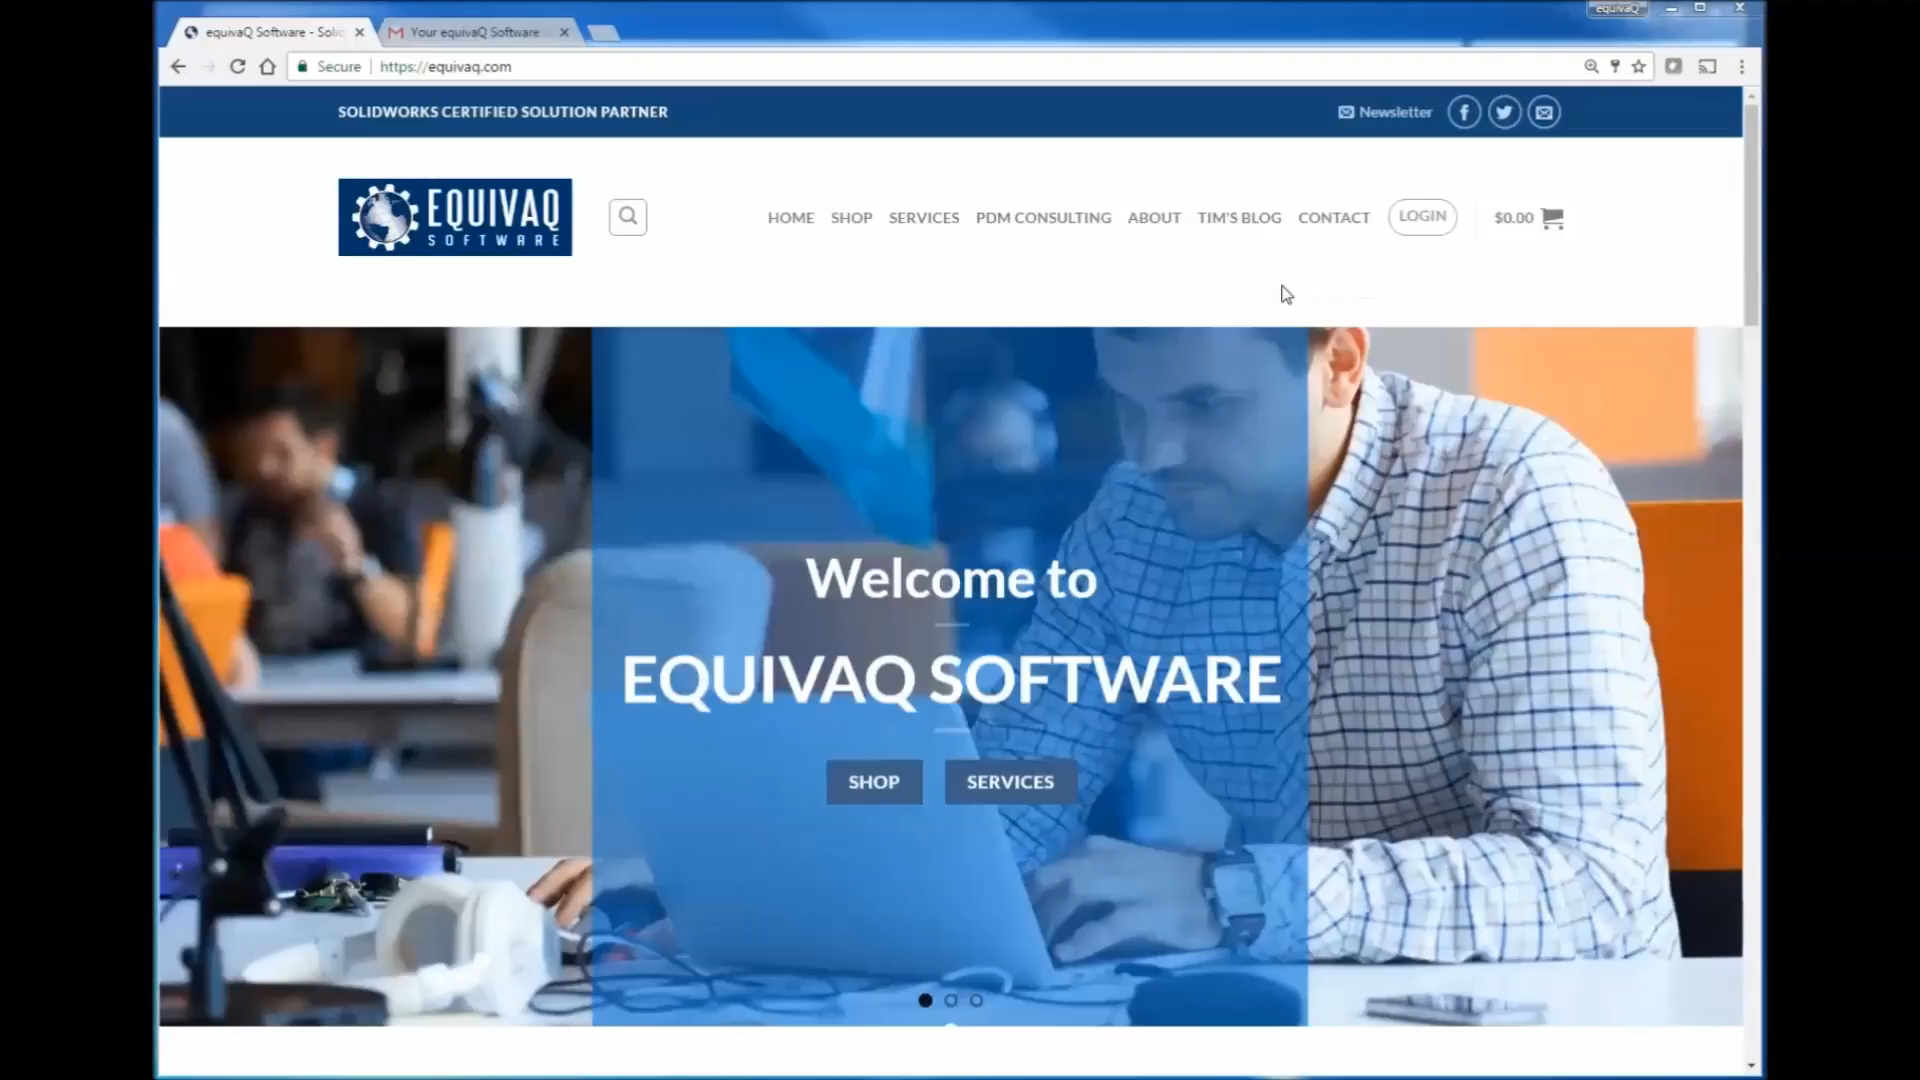 equivaQ
equivaQ Software - Solid
Your equivaQ Software
Secure
https://equivaq.com
SOLIDWORKS CERTIFIED SOLUTION PARTNER
Newsletter
EQUIVAQ
SOFTWARE
HOME
SHOP
SERVICES
PDM CONSULTING
ABOUT
TIM'S BLOG
CONTACT
LOGIN
$0.00
Welcome to
EQUIVAQ SOFTWARE
SHOP
SERVICES